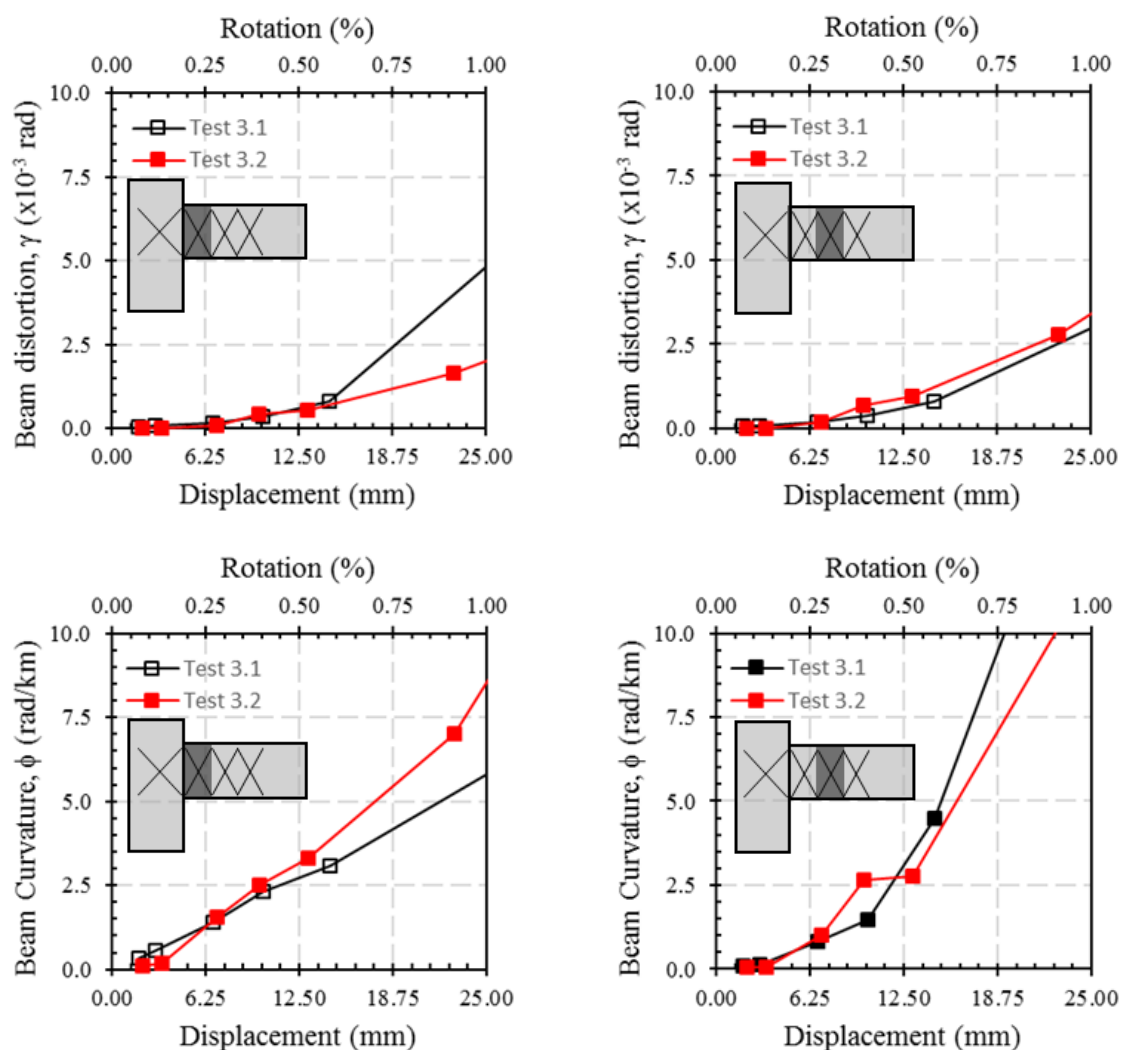 Rotation (%)
0.00 0.25 0.50 0.75 1.00
10.0
7.5
5.0
2.5
0.0
Beam distortion, γ (x10⁻³ rad)
Test 3.1
Test 3.2
0.00 6.25 12.50 18.75 25.00
Displacement (mm)
Rotation (%)
0.00 0.25 0.50 0.75 1.00
10.0
7.5
5.0
2.5
0.0
Beam distortion, γ (x10⁻³ rad)
Test 3.1
Test 3.2
0.00 6.25 12.50 18.75 25.00
Displacement (mm)
Rotation (%)
0.00 0.25 0.50 0.75 1.00
10.0
7.5
5.0
2.5
0.0
Beam Curvature, ϕ (rad/km)
Test 3.1
Test 3.2
0.00 6.25 12.50 18.75 25.00
Displacement (mm)
Rotation (%)
0.00 0.25 0.50 0.75 1.00
10.0
7.5
5.0
2.5
0.0
Beam Curvature, ϕ (rad/km)
Test 3.1
Test 3.2
0.00 6.25 12.50 18.75 25.00
Displacement (mm)